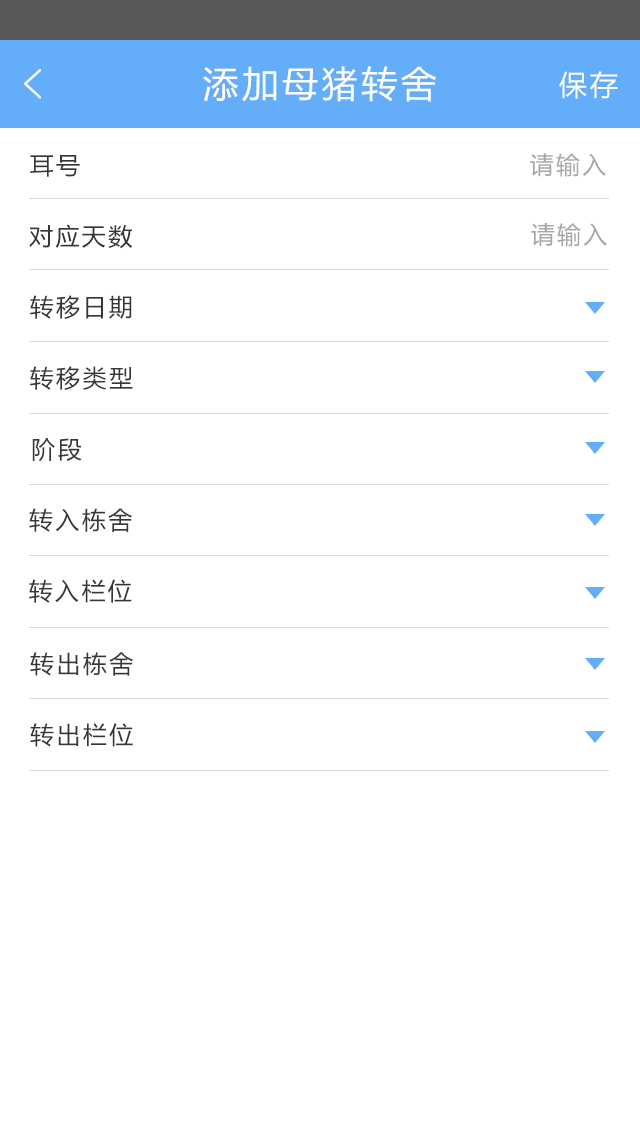 添加母猪转舍 保存
耳号 请输入
对应天数 请输入
转移日期
转移类型
阶段
转入栋舍
转入栏位
转出栋舍
转出栏位